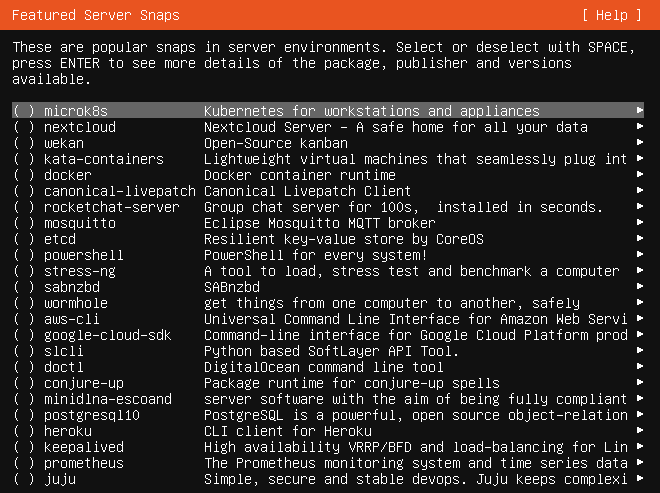 Featured Server Snaps [ Help ]
These are popular snaps in server environments. Select or deselect with SPACE,
press ENTER to see more details of the package, publisher and versions
available.
( ) microk8s Kubernetes for workstations and appliances ▸
( ) nextcloud Nextcloud Server - A safe home for all your data ▸
( ) wekan Open-Source kanban ▸
( ) kata-containers Lightweight virtual machines that seamlessly plug int ▸
( ) docker Docker container runtime ▸
( ) canonical-livepatch Canonical Livepatch Client ▸
( ) rocketchat-server Group chat server for 100s,  installed in seconds. ▸
( ) mosquitto Eclipse Mosquitto MQTT broker ▸
( ) etcd Resilient key-value store by CoreOS ▸
( ) powershell PowerShell for every system! ▸
( ) stress-ng A tool to load, stress test and benchmark a computer ▸
( ) sabnzbd SABnzbd ▸
( ) wormhole get things from one computer to another, safely ▸
( ) aws-cli Universal Command Line Interface for Amazon Web Servi ▸
( ) google-cloud-sdk Command-line interface for Google Cloud Platform prod ▸
( ) slcli Python based SoftLayer API Tool. ▸
( ) doctl DigitalOcean command line tool ▸
( ) conjure-up Package runtime for conjure-up spells ▸
( ) minidlna-escoand server software with the aim of being fully compliant ▸
( ) postgresql10 PostgreSQL is a powerful, open source object-relation ▸
( ) heroku CLI client for Heroku ▸
( ) keepalived High availability VRRP/BFD and load-balancing for Lin ▸
( ) prometheus The Prometheus monitoring system and time series data ▸
( ) juju Simple, secure and stable devops. Juju keeps complexi ▸